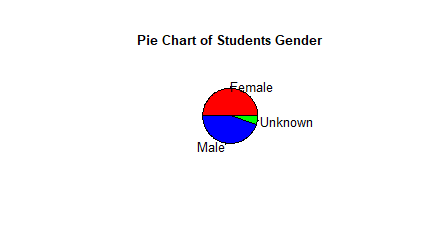 Pie Chart of Students Gender
Female
Unknown
Male